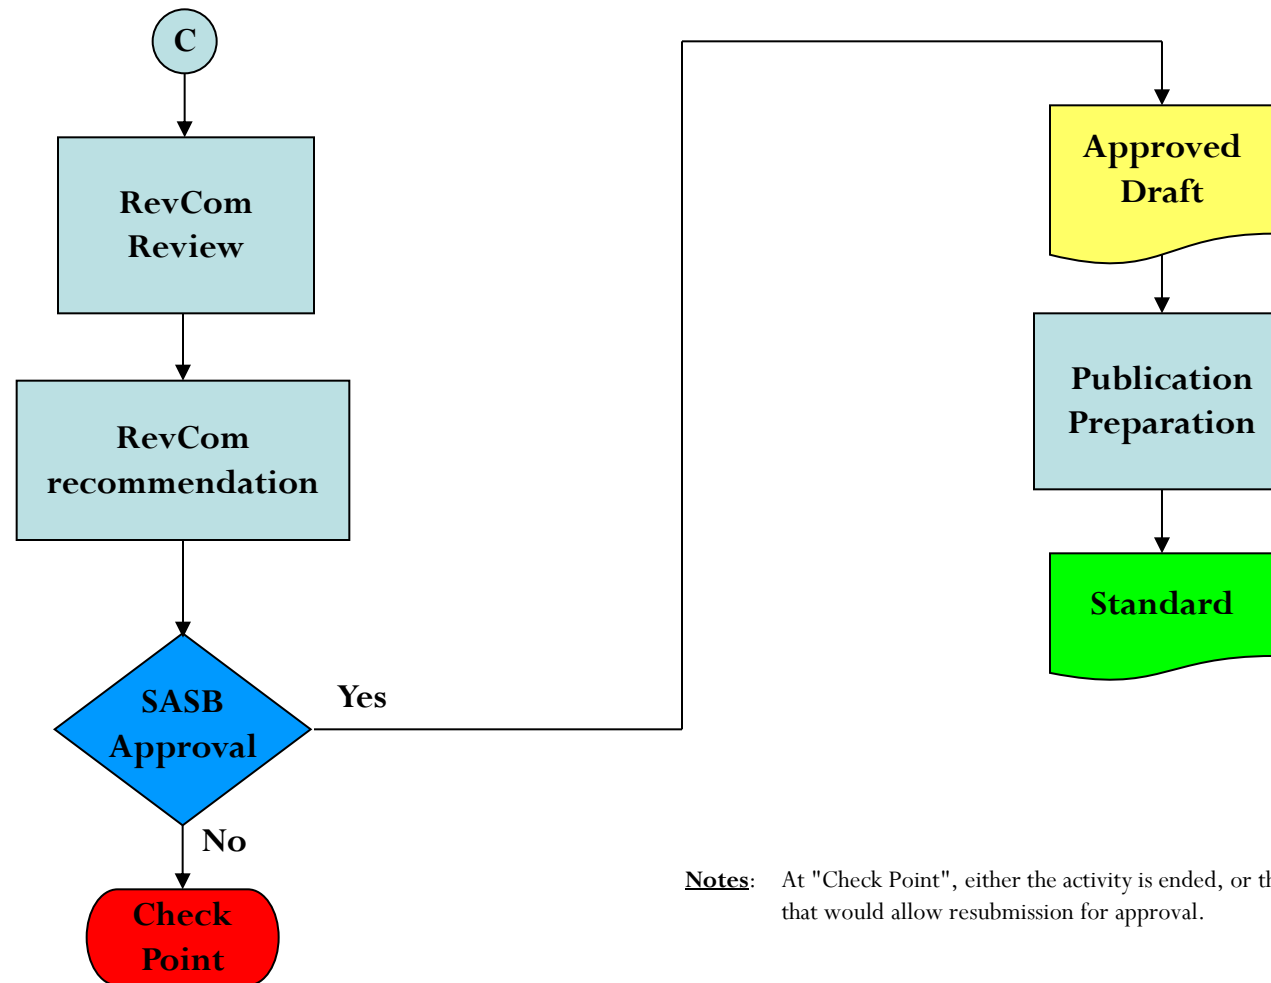 C
RevCom
Review
RevCom
recommendation
SASB
Approval
Yes
No
Check
Point
Approved
Draft
Publication
Preparation
Standard
Notes: At "Check Point", either the activity is ended, or
that would allow resubmission for approval.